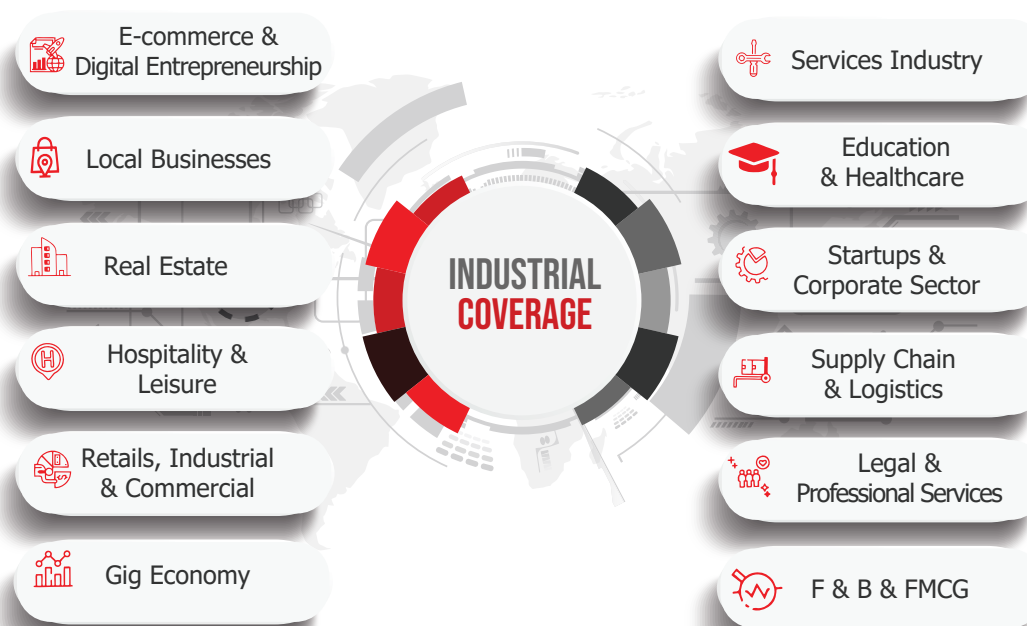 E-commerce &
Digital Entrepreneurship
Local Businesses
Real Estate
Hospitality &
Leisure
Retails, Industrial
& Commercial
Gig Economy
INDUSTRIAL
COVERAGE
Services Industry
Education
& Healthcare
Startups &
Corporate Sector
Supply Chain
& Logistics
Legal &
Professional Services
F & B & FMCG